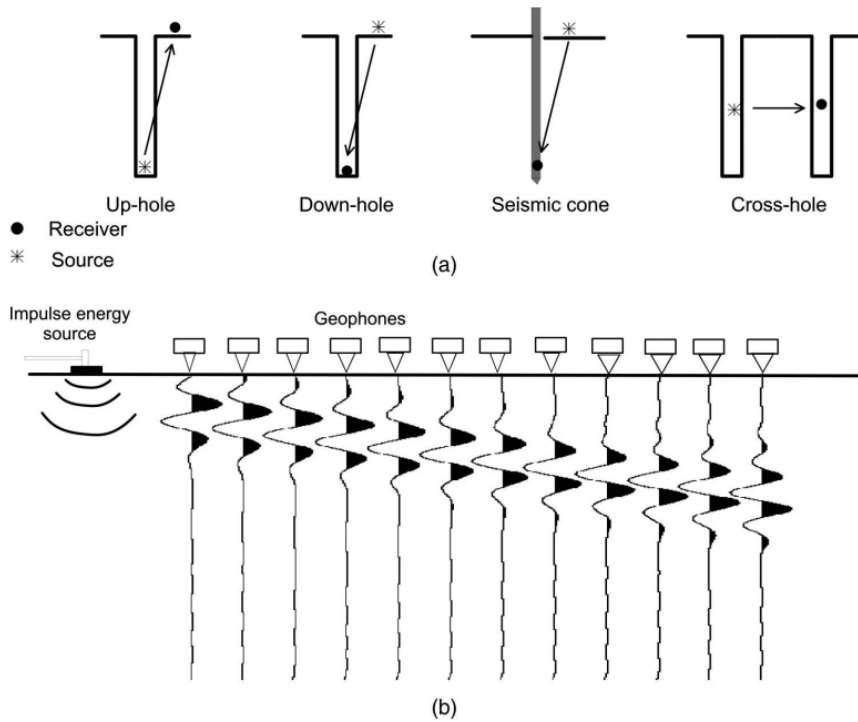 Up-hole
Down-hole
Seismic cone
Cross-hole
Receiver
Source
(a)
Impulse energy
source
Geophones
(b)